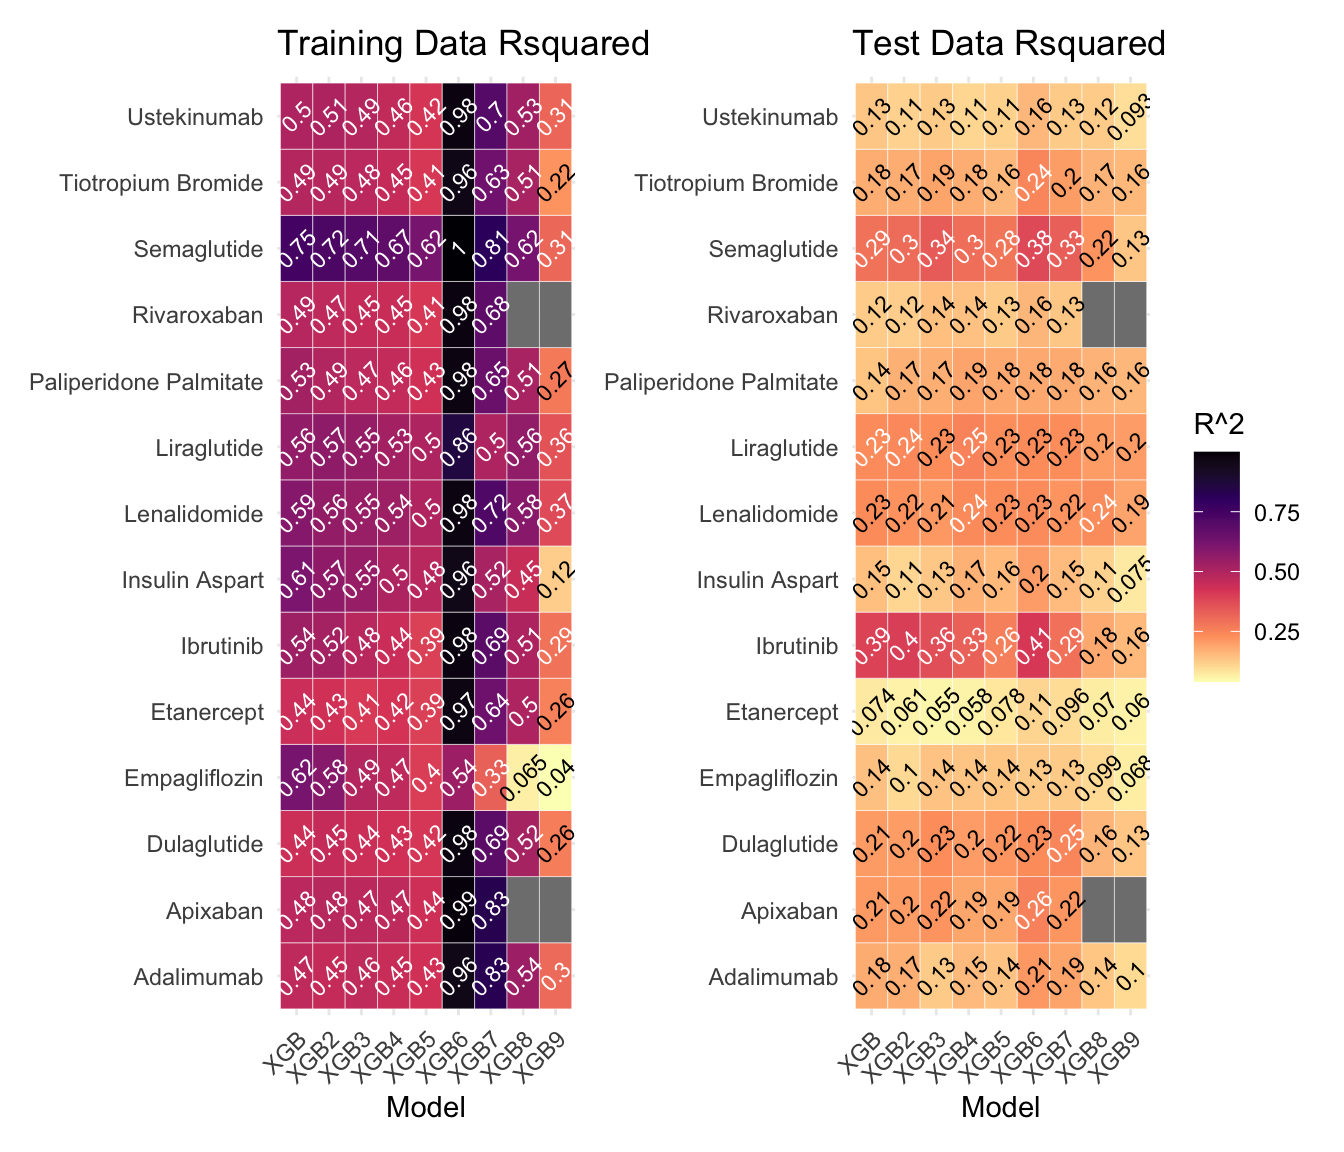 Training Data Rsquared
Ustekinumab 0.5 0.51 0.49 0.46 0.42 0.98 0.7 0.53 0.31
Tiotropium Bromide 0.49 0.49 0.48 0.45 0.41 0.96 0.63 0.51 0.22
Semaglutide 0.75 0.72 0.71 0.67 0.62 1 0.81 0.62 0.31
Rivaroxaban 0.49 0.47 0.45 0.45 0.41 0.98 0.68
Paliperidone Palmitate 0.53 0.49 0.47 0.46 0.43 0.98 0.65 0.51 0.27
Liraglutide 0.56 0.57 0.55 0.53 0.5 0.86 0.5 0.56 0.36
Lenalidomide 0.59 0.56 0.55 0.54 0.5 0.98 0.72 0.58 0.37
Insulin Aspart 0.61 0.57 0.55 0.5 0.48 0.96 0.52 0.45 0.12
Ibrutinib 0.54 0.52 0.48 0.44 0.39 0.98 0.69 0.51 0.29
Etanercept 0.44 0.43 0.41 0.42 0.39 0.97 0.64 0.5 0.26
Empagliflozin 0.62 0.58 0.49 0.47 0.4 0.54 0.33 0.065 0.04
Dulaglutide 0.44 0.45 0.44 0.43 0.42 0.98 0.69 0.52 0.26
Apixaban 0.48 0.48 0.47 0.47 0.44 0.99 0.83
Adalimumab 0.47 0.45 0.46 0.45 0.43 0.96 0.83 0.54 0.3
XGB XGB2 XGB3 XGB4 XGB5 XGB6 XGB7 XGB8 XGB9
Model
Test Data Rsquared
Ustekinumab 0.13 0.11 0.13 0.11 0.11 0.16 0.13 0.12 0.093
Tiotropium Bromide 0.18 0.17 0.19 0.18 0.16 0.24 0.2 0.17 0.16
Semaglutide 0.29 0.3 0.34 0.3 0.28 0.38 0.33 0.22 0.13
Rivaroxaban 0.12 0.12 0.14 0.14 0.13 0.16 0.13
Paliperidone Palmitate 0.14 0.17 0.17 0.19 0.18 0.18 0.18 0.16 0.16
Liraglutide 0.23 0.24 0.23 0.25 0.23 0.23 0.23 0.2 0.2
Lenalidomide 0.23 0.22 0.21 0.24 0.23 0.23 0.22 0.24 0.19
Insulin Aspart 0.15 0.11 0.13 0.17 0.16 0.2 0.15 0.11 0.075
Ibrutinib 0.39 0.4 0.36 0.33 0.26 0.41 0.29 0.18 0.16
Etanercept 0.074 0.061 0.055 0.058 0.078 0.11 0.096 0.07 0.06
Empagliflozin 0.14 0.1 0.14 0.14 0.14 0.13 0.13 0.099 0.068
Dulaglutide 0.21 0.2 0.23 0.2 0.22 0.23 0.25 0.16 0.13
Apixaban 0.21 0.2 0.22 0.19 0.19 0.26 0.22
Adalimumab 0.18 0.17 0.13 0.15 0.14 0.21 0.19 0.14 0.1
XGB XGB2 XGB3 XGB4 XGB5 XGB6 XGB7 XGB8 XGB9
Model
R^2
0.75
0.50
0.25